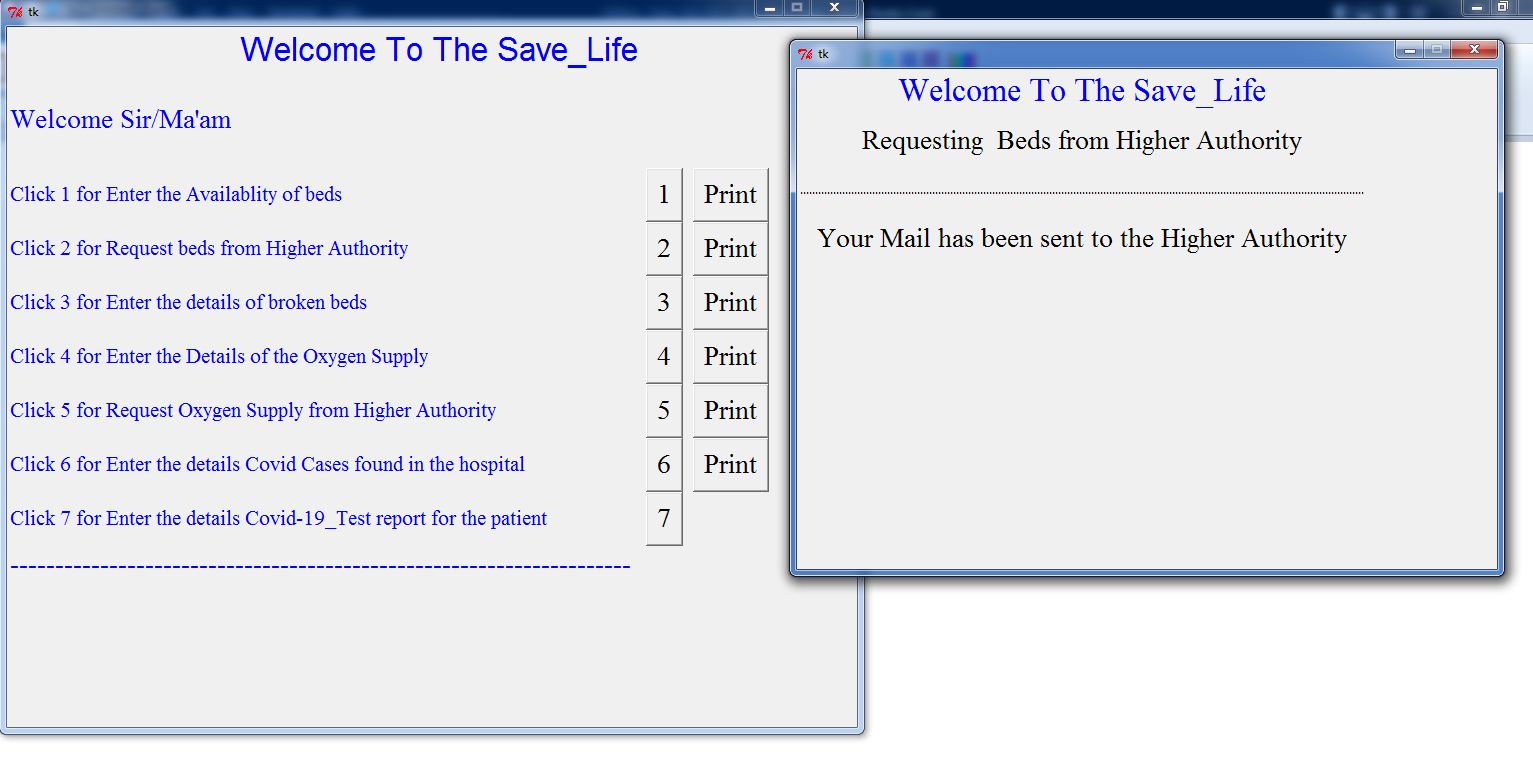 tk
Welcome To The Save_Life
Welcome Sir/Ma'am
Click 1 for Enter the Availablity of beds 1 Print
Click 2 for Request beds from Higher Authority 2 Print
Click 3 for Enter the details of broken beds 3 Print
Click 4 for Enter the Details of the Oxygen Supply 4 Print
Click 5 for Request Oxygen Supply from Higher Authority 5 Print
Click 6 for Enter the details Covid Cases found in the hospital 6 Print
Click 7 for Enter the details Covid-19_Test report for the patient 7
---------------------------------------------------------------------
tk
Welcome To The Save_Life
Requesting  Beds from Higher Authority
Your Mail has been sent to the Higher Authority